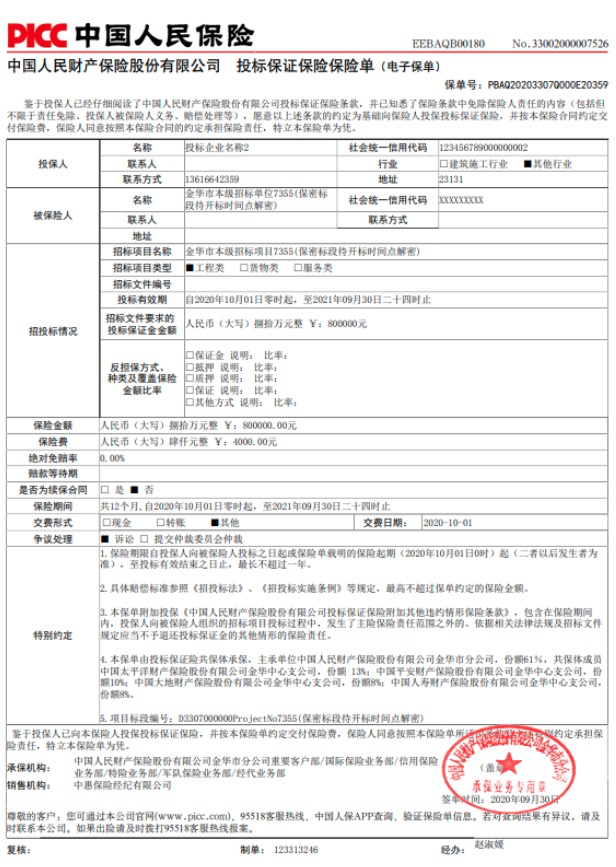 PICC 中国人民保险
EEBAQB00180 No.33002000007526
中国人民财产保险股份有限公司 投标保证保险保险单（电子保单）
保单号：PBAQ20203307Q000E20359
鉴于投保人已经仔细阅读了中国人民财产保险股份有限公司投标保证保险条款，并已知悉了保险条款中免除保险人责任的内容（包括但
不限于责任免除、投保人被保险人义务、赔偿处理等），愿意以上述条款的约定为基础向保险人投保投标保证保险，并按本保险合同约定交
付保险费，保险人同意按照本保险合同的约定承担保险责任，特立本保险单为凭。
投保人 名称 投标企业名称2 社会统一信用代码 123456789000000002
联系人 行业 □建筑施工行业 ■其他行业
联系方式 13616642359 地址 23131
被保险人 名称 金华市本级招标单位7355(保密标段待开标时间点解密) 社会统一信用代码 XXXXXXXXX
联系人 联系方式
地址
招投标情况 招标项目名称 金华市本级招标项目7355(保密标段待开标时间点解密)
招标项目类型 ■工程类 □货物类 □服务类
招标文件编号
投标有效期 自2020年10月01日零时起，至2021年09月30日二十四时止
招标文件要求的投标保证金金额 人民币（大写）捌拾万元整 ￥：800000元
反担保方式、种类及覆盖保险金额比率
□保证金 说明： 比率：
□抵押 说明： 比率：
□质押 说明： 比率：
□保证 说明： 比率：
□其他方式 说明： 比率：
保险金额 人民币（大写）捌拾万元整 ￥：800000.00元
保险费 人民币（大写）肆仟元整 ￥：4000.00元
绝对免赔率 0.00%
赔款等待期
是否为续保合同 □ 是 ■ 否
保险期间 共12个月,自2020年10月01日零时起，至2021年09月30日二十四时止
交费形式 □现金 □转账 ■其他 交费日期： 2020-10-01
争议处理 ■ 诉讼 □ 提交仲裁委员会仲裁
特别约定
1.保险期限自投保人向被保险人投标之日起或保险单载明的保险起期（2020年10月01日0时）起（二者以后发生者为
准），至投标有效结束之日止，最长不超过一年。
2.具体赔偿标准参照《招投标法》、《招投标实施条例》等规定，最高不超过保单约定的保险金额。
3.本保单附加投保《中国人民财产保险股份有限公司投标保证保险附加其他违约情形保险条款》，包含在保险期间
内，投保人向被保险人组织的招标项目投标过程中，发生了主险保险责任范围之外的、依据相关法律法规及招标文件
规定应当不予退还投标保证金的其他情形的保险责任。
4.本保单由投标保证险共保体承保，主承单位中国人民财产保险股份有限公司金华市分公司，份额61%，共保体成员
中国太平洋财产保险股份有限公司金华中心支公司，份额 13%；中国平安财产保险股份有限公司金华中心支公司，份
额10%；中国大地财产保险股份有限公司金华中心支公司，份额8%；中国人寿财产保险股份有限公司金华中心支公司，
份额8%。
5.项目标段编号：D3307000000ProjectNo7355(保密标段待开标时间点解密)
鉴于投保人已向本保险人投保投标保证保险，并按本保险单约定交付保险费，保险人同意按照本保险单所适用条款及特别约定承担保
险责任，特立本保险单为凭。
承保机构： 中国人民财产保险股份有限公司金华市分公司重要客户部/国际保险业务部/信用保险
业务部/特险业务部/军队保险业务部/经代业务部
（盖章）
销售机构： 中惠保险经纪有限公司
中国人民财产保险股份有限公司金华市分公司
承保业务专用章
签单时间：2020年09月30日
尊敬的客户：您可通过本公司官网(www.picc.com)、95518客服热线、中国人保APP查询、验证保险单信息。若对查询结果有异议，请及
时联系本公司。如果出险请及时拨打95518客服热线报案。
复核： 制单： 123313246 经办： 赵淑媛